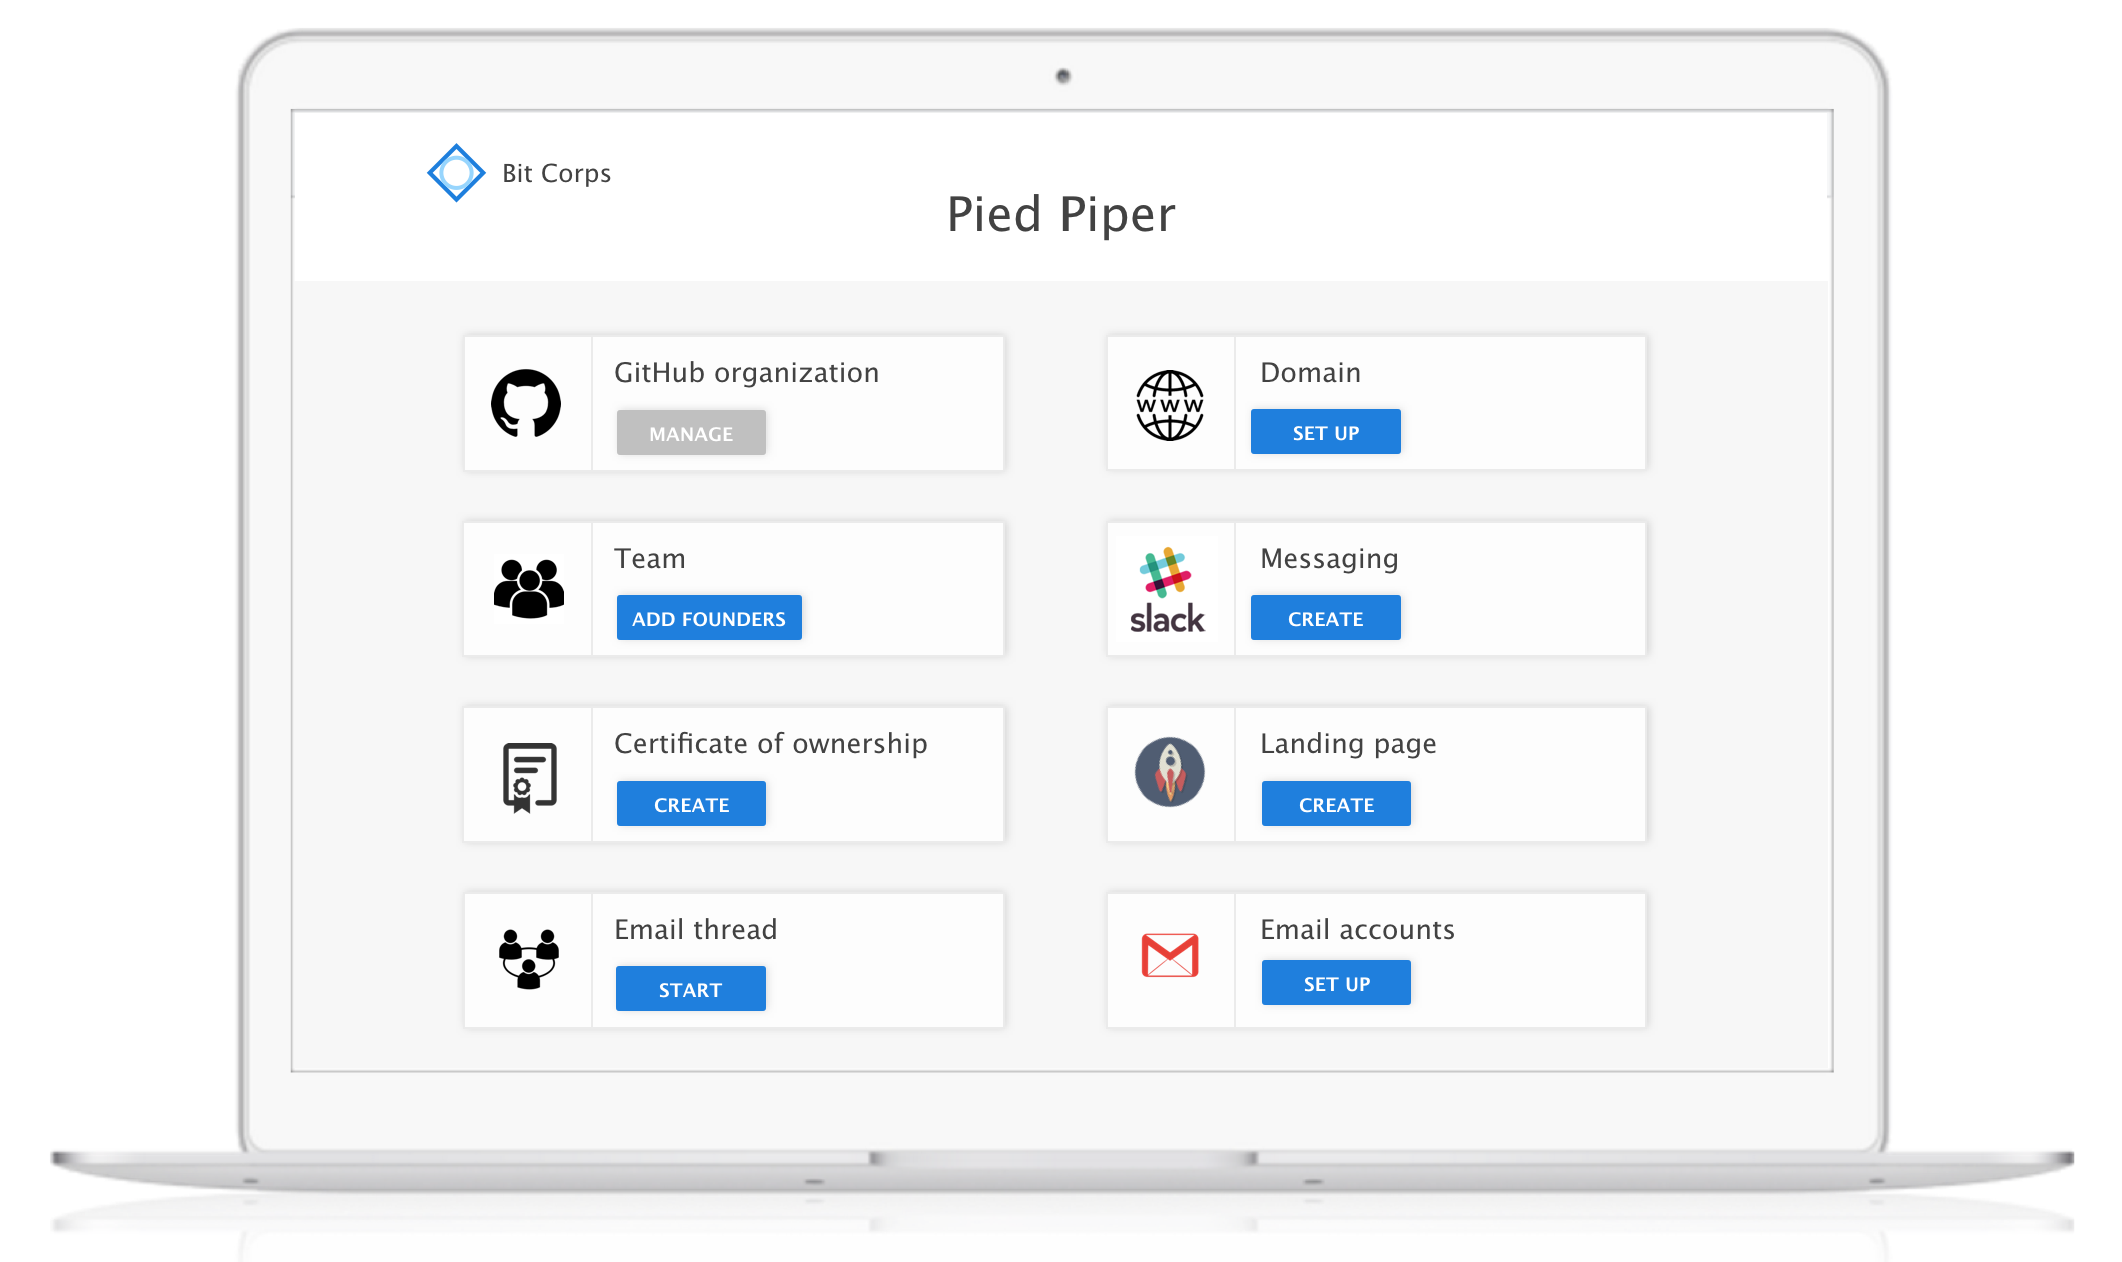 Bit Corps
Pied Piper
GitHub organization
MANAGE
WWW
Domain
SET UP
Team
ADD FOUNDERS
slack
Messaging
CREATE
Certificate of ownership
CREATE
Landing page
CREATE
Email thread
START
Email accounts
SET UP